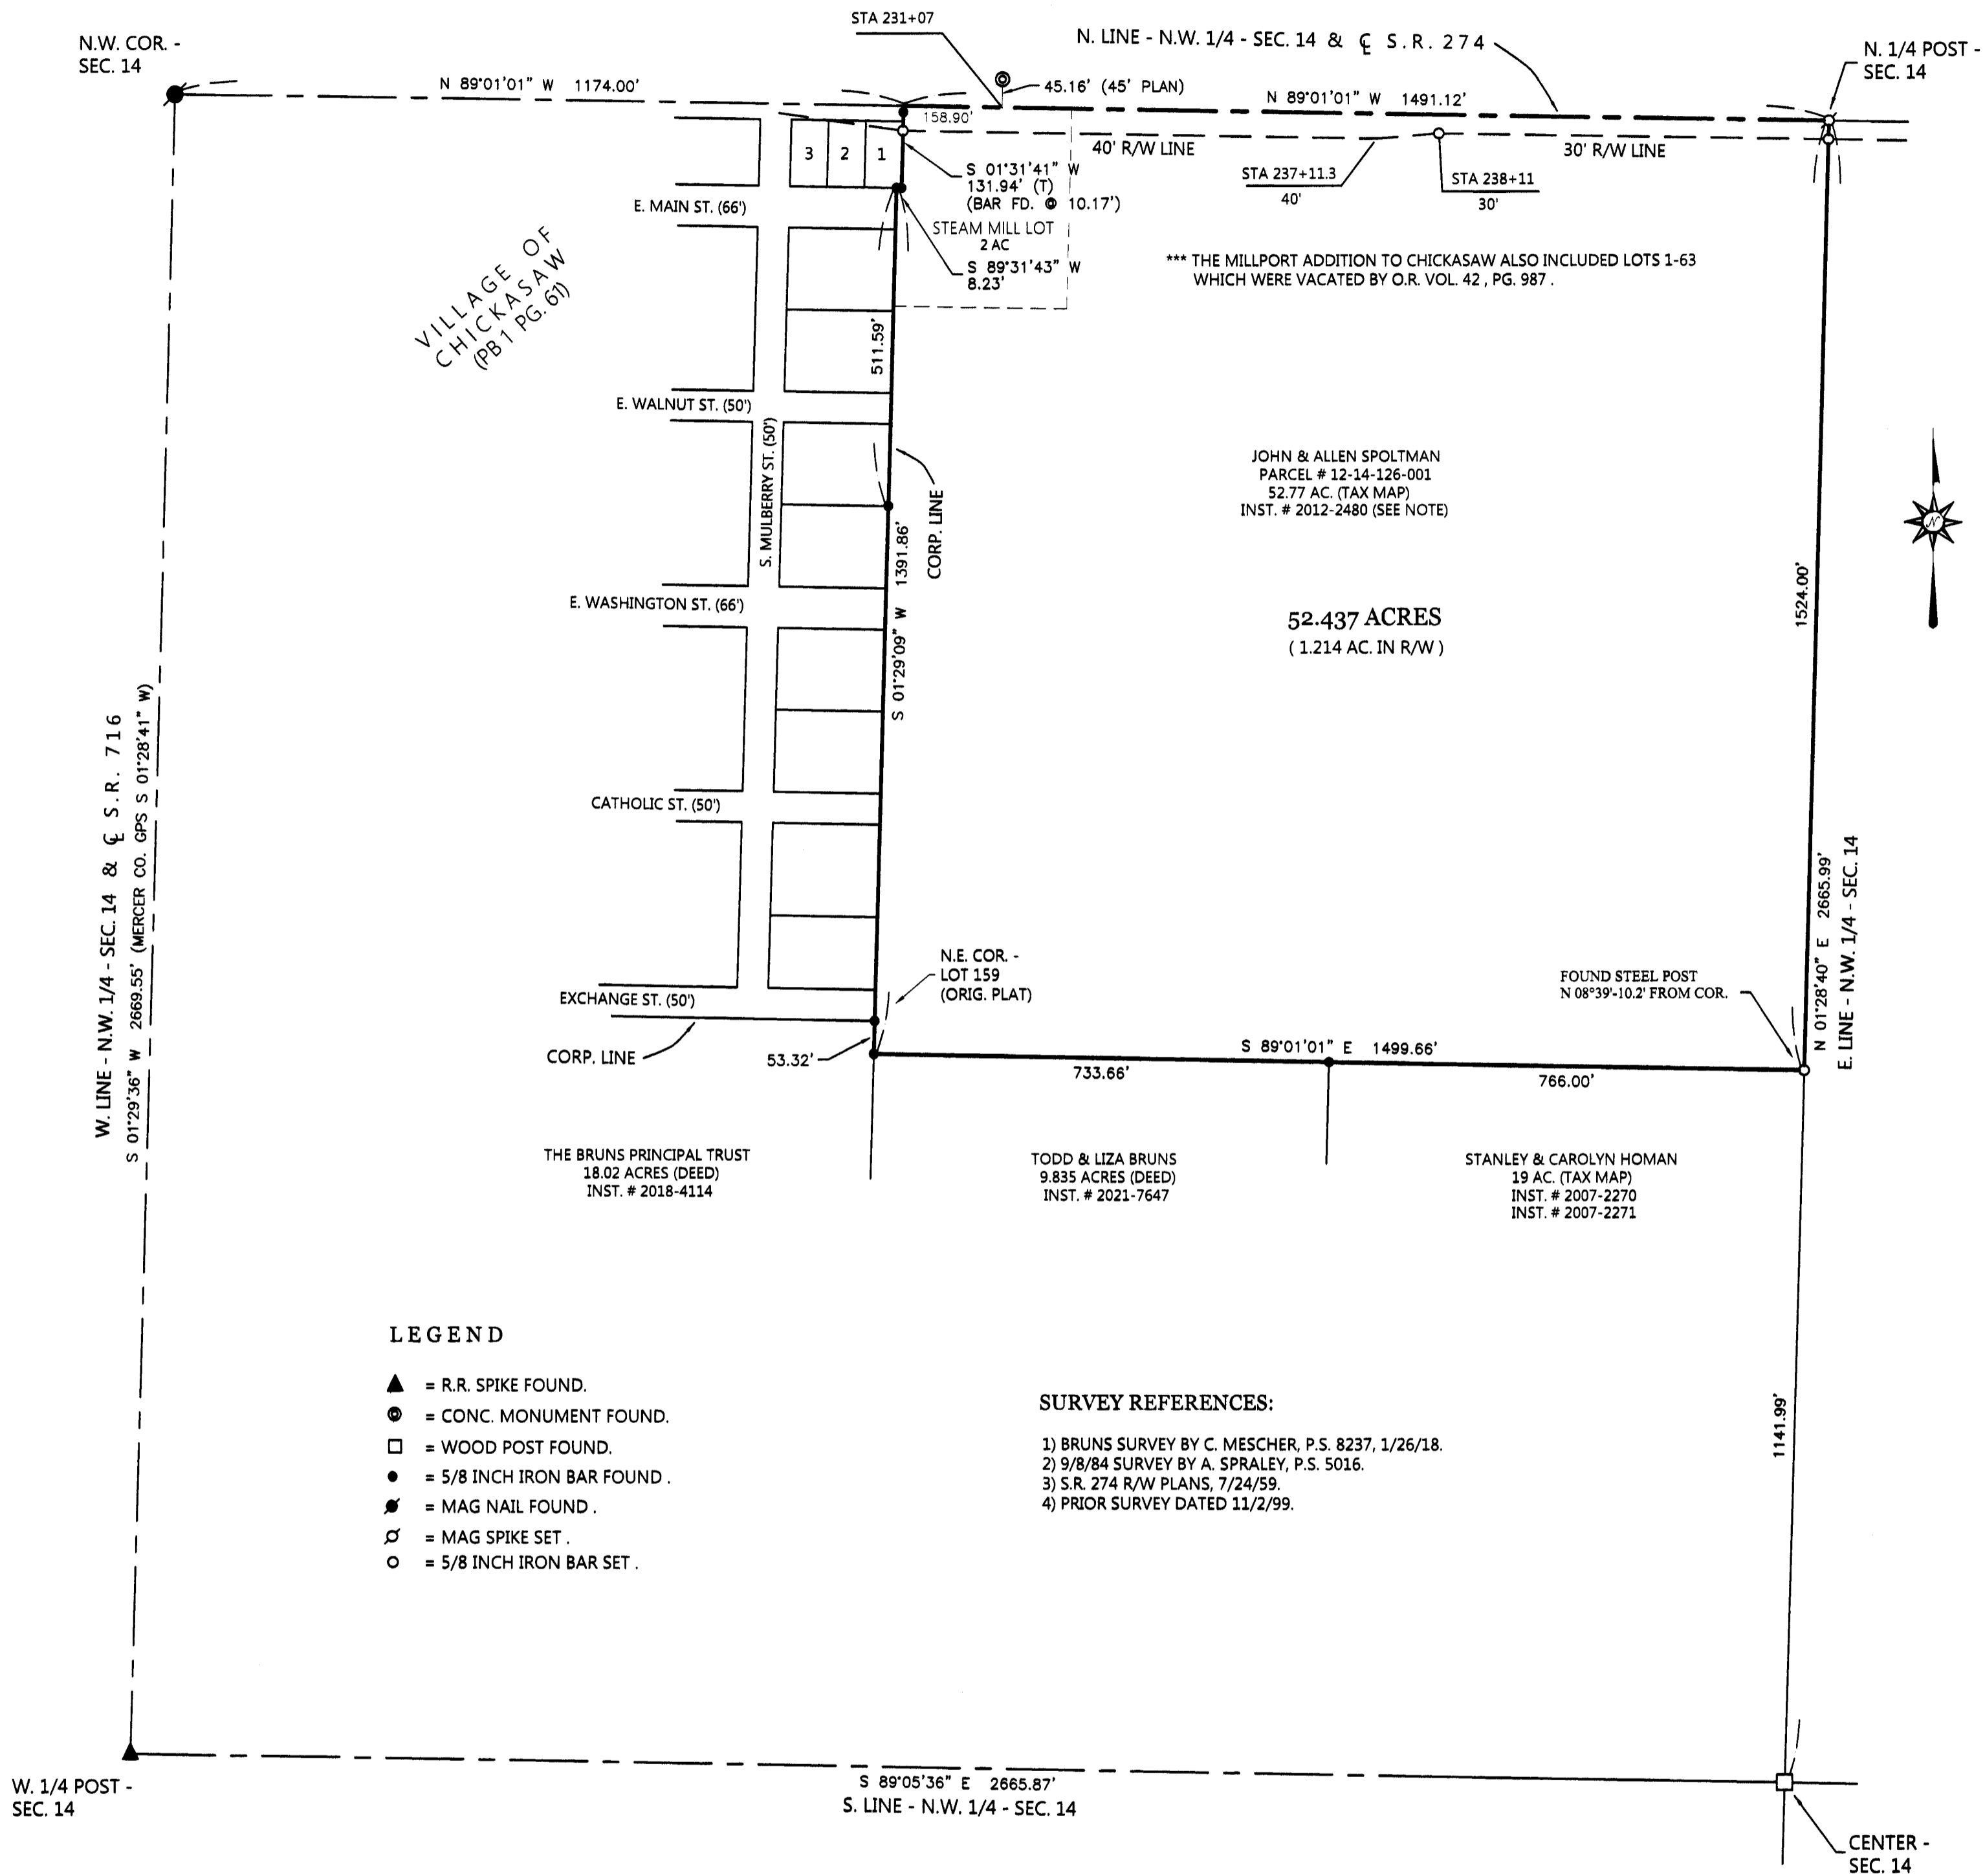 STA 231+07
N. LINE - N.W. 1/4 - SEC. 14 & ℄ S.R. 274
N.W. COR. -
SEC. 14
N. 1/4 POST -
SEC. 14
N 89°01'01" W 1174.00'
45.16' (45' PLAN)
N 89°01'01" W 1491.12'
158.90'
40' R/W LINE
30' R/W LINE
3 2 1
S 01°31'41" W
131.94' (T)
(BAR FD. @ 10.17')
STA 237+11.3
40'
STA 238+11
30'
E. MAIN ST. (66')
STEAM MILL LOT
2 AC
S 89°31'43" W
8.23'
*** THE MILLPORT ADDITION TO CHICKASAW ALSO INCLUDED LOTS 1-63
WHICH WERE VACATED BY O.R. VOL. 42 , PG. 987 .
VILLAGE OF
CHICKASAW
(PB 1 PG. 61)
511.59'
E. WALNUT ST. (50')
S. MULBERRY ST. (50')
CORP. LINE
JOHN & ALLEN SPOLTMAN
PARCEL # 12-14-126-001
52.77 AC. (TAX MAP)
INST. # 2012-2480 (SEE NOTE)
N
S 01°29'09" W 1391.86'
E. WASHINGTON ST. (66')
52.437 ACRES
( 1.214 AC. IN R/W )
1524.00'
W. LINE - N.W. 1/4 - SEC. 14 & ℄ S.R. 716
S 01°29'36" W 2669.55' (MERCER CO. GPS S 01°28'41" W)
CATHOLIC ST. (50')
N 01°28'40" E 2665.99'
E. LINE - N.W. 1/4 - SEC. 14
N.E. COR. -
LOT 159
(ORIG. PLAT)
FOUND STEEL POST
N 08°39'-10.2' FROM COR.
EXCHANGE ST. (50')
CORP. LINE
53.32'
S 89°01'01" E 1499.66'
733.66'
766.00'
THE BRUNS PRINCIPAL TRUST
18.02 ACRES (DEED)
INST. # 2018-4114
TODD & LIZA BRUNS
9.835 ACRES (DEED)
INST. # 2021-7647
STANLEY & CAROLYN HOMAN
19 AC. (TAX MAP)
INST. # 2007-2270
INST. # 2007-2271
LEGEND
= R.R. SPIKE FOUND.
= CONC. MONUMENT FOUND.
= WOOD POST FOUND.
= 5/8 INCH IRON BAR FOUND .
= MAG NAIL FOUND .
= MAG SPIKE SET .
= 5/8 INCH IRON BAR SET .
SURVEY REFERENCES:
1) BRUNS SURVEY BY C. MESCHER, P.S. 8237, 1/26/18.
2) 9/8/84 SURVEY BY A. SPRALEY, P.S. 5016.
3) S.R. 274 R/W PLANS, 7/24/59.
4) PRIOR SURVEY DATED 11/2/99.
1141.99'
W. 1/4 POST -
SEC. 14
S 89°05'36" E 2665.87'
S. LINE - N.W. 1/4 - SEC. 14
CENTER -
SEC. 14